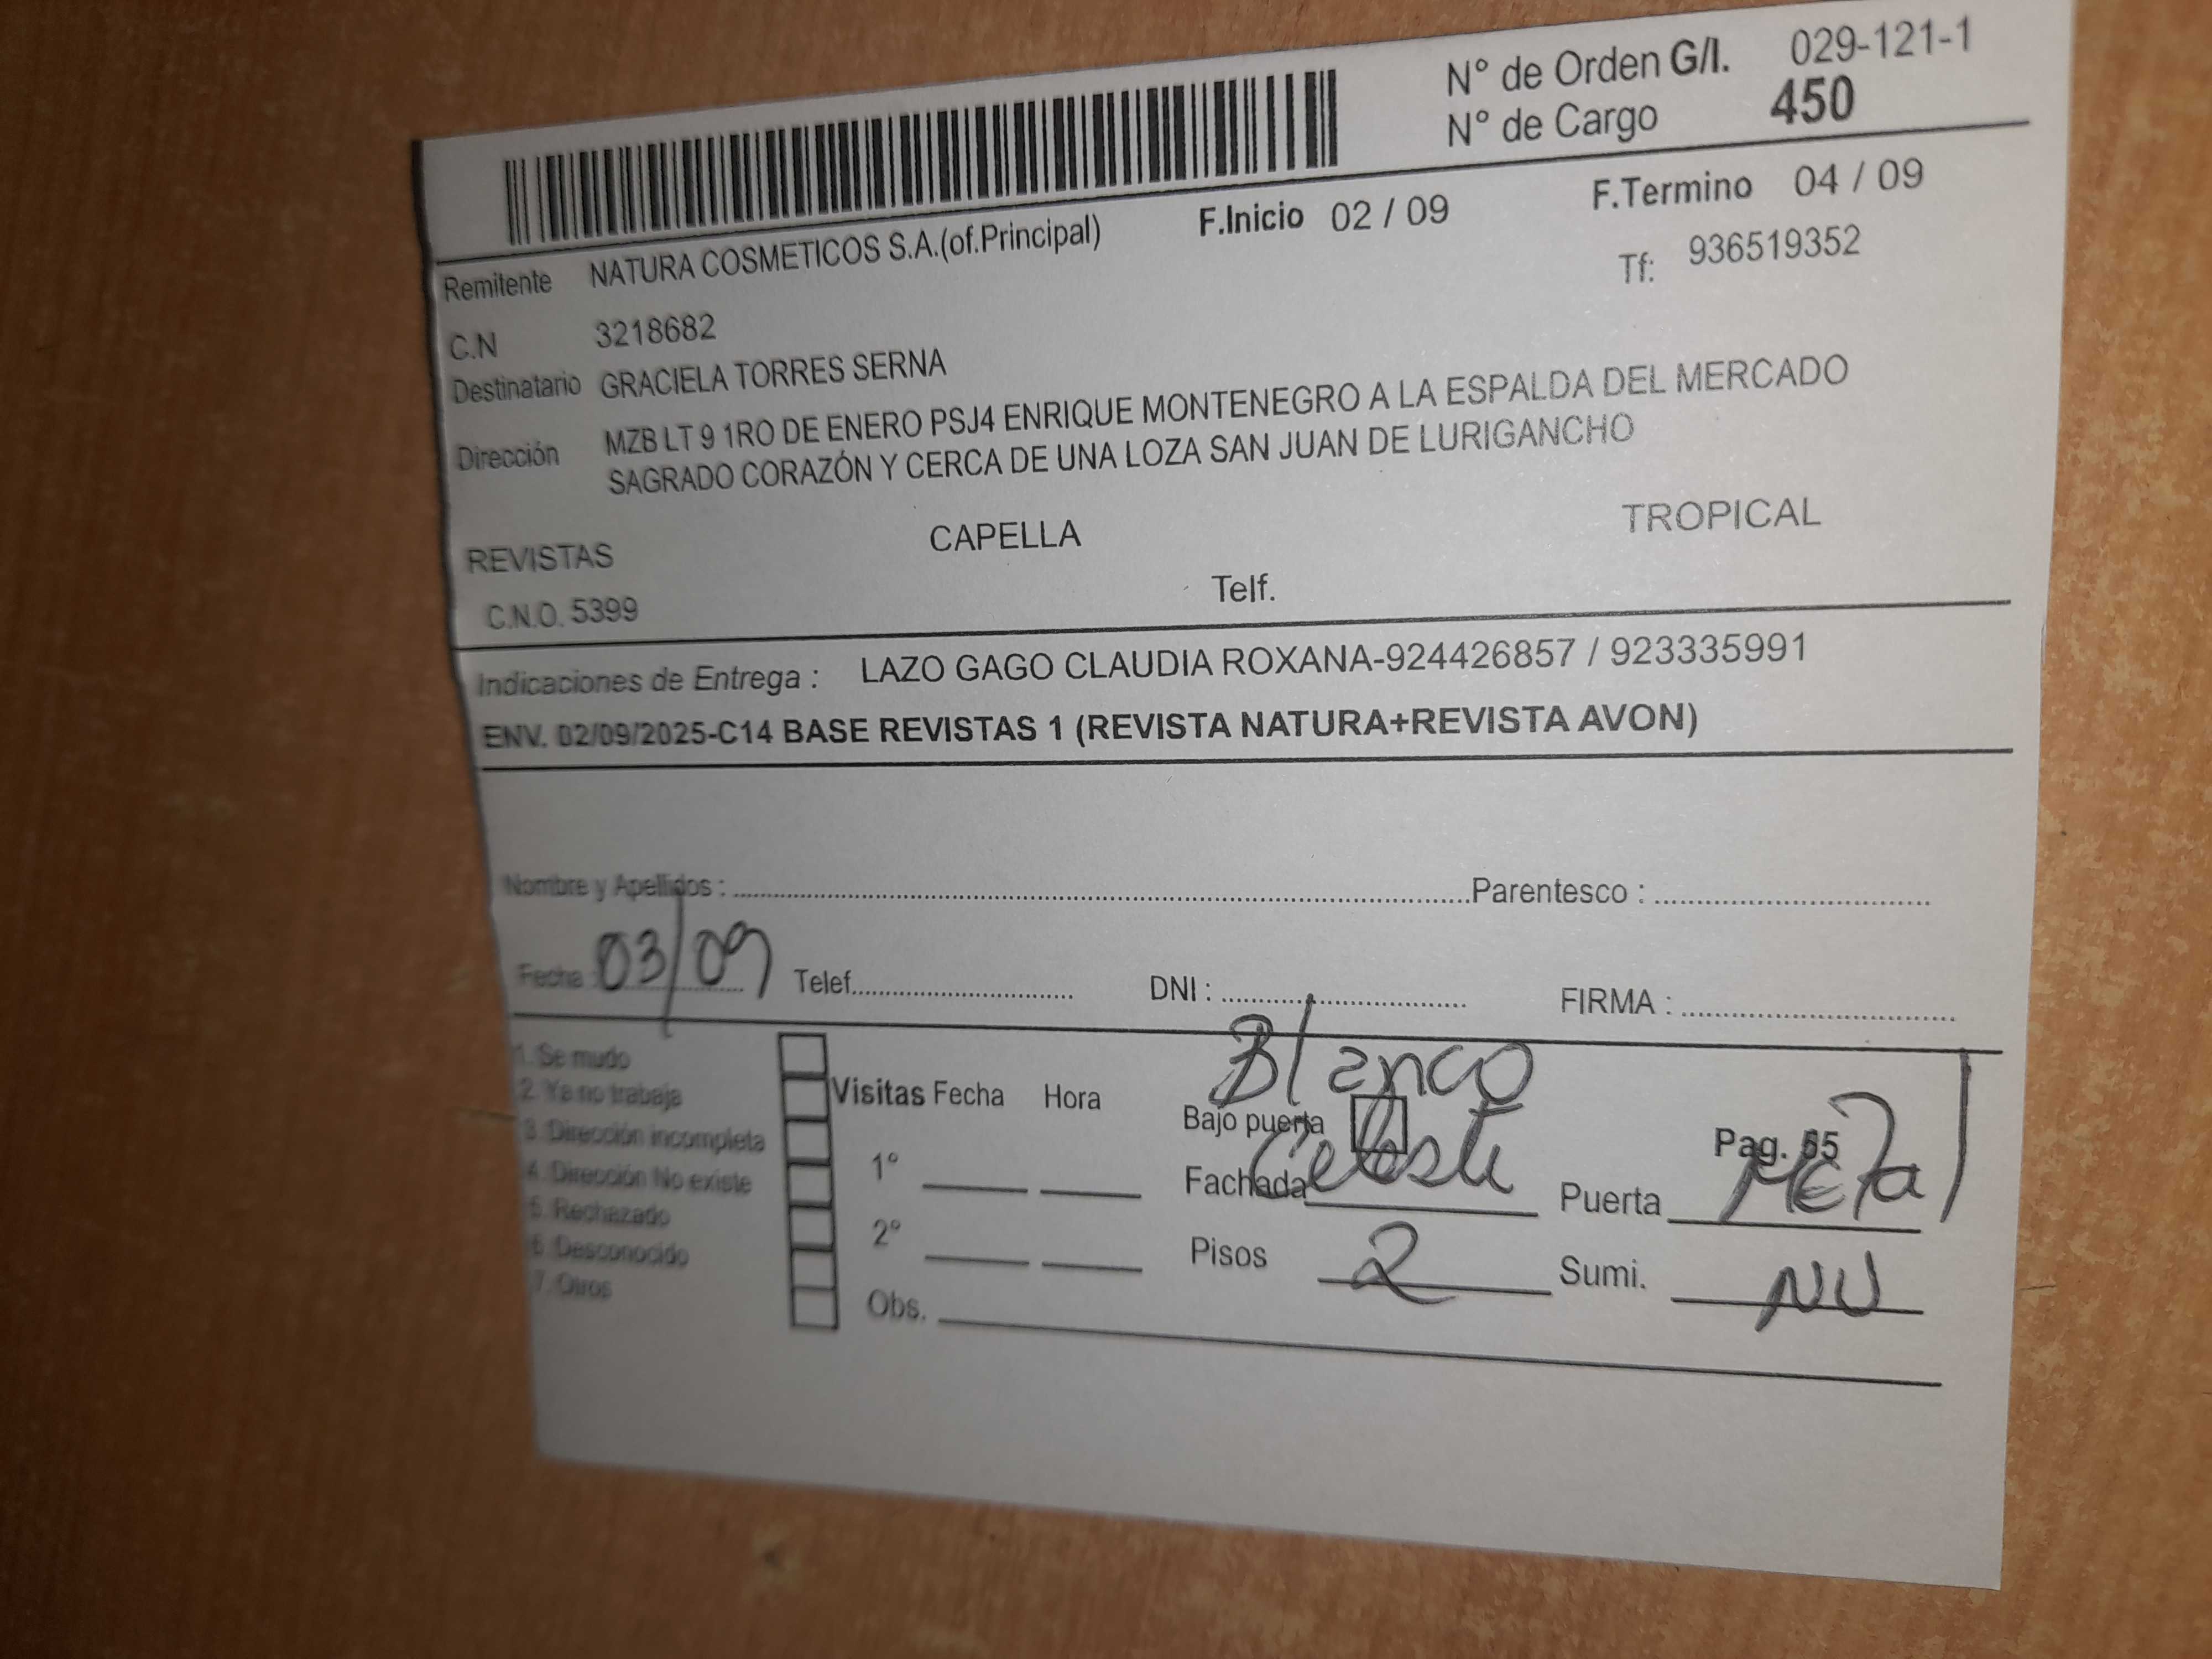 N° de Orden G/I. 029-121-1
N° de Cargo 450
F.Inicio 02 / 09 F.Termino 04 / 09
Remitente NATURA COSMETICOS S.A.(of.Principal) Tf: 936519352
C.N 3218682
Destinatario GRACIELA TORRES SERNA
Dirección MZB LT 9 1RO DE ENERO PSJ4 ENRIQUE MONTENEGRO A LA ESPALDA DEL MERCADO
SAGRADO CORAZÓN Y CERCA DE UNA LOZA SAN JUAN DE LURIGANCHO
REVISTAS CAPELLA TROPICAL
C.N.O. 5399 Telf.
Indicaciones de Entrega : LAZO GAGO CLAUDIA ROXANA-924426857 / 923335991
ENV. 02/09/2025-C14 BASE REVISTAS 1 (REVISTA NATURA+REVISTA AVON)
Nombre y Apellidos : Parentesco :
Fecha : 03/09 Telef. DNI : FIRMA :
1. Se mudo
2. Ya no trabaja
3. Dirección incompleta
4. Dirección No existe
5. Rechazado
6. Desconocido
7. Otros
Visitas Fecha Hora
1°
2°
Obs.
Blanco
Bajo puerta Pag. 65
Fachada Celeste Puerta Metal
Pisos 2 Sumi. NU